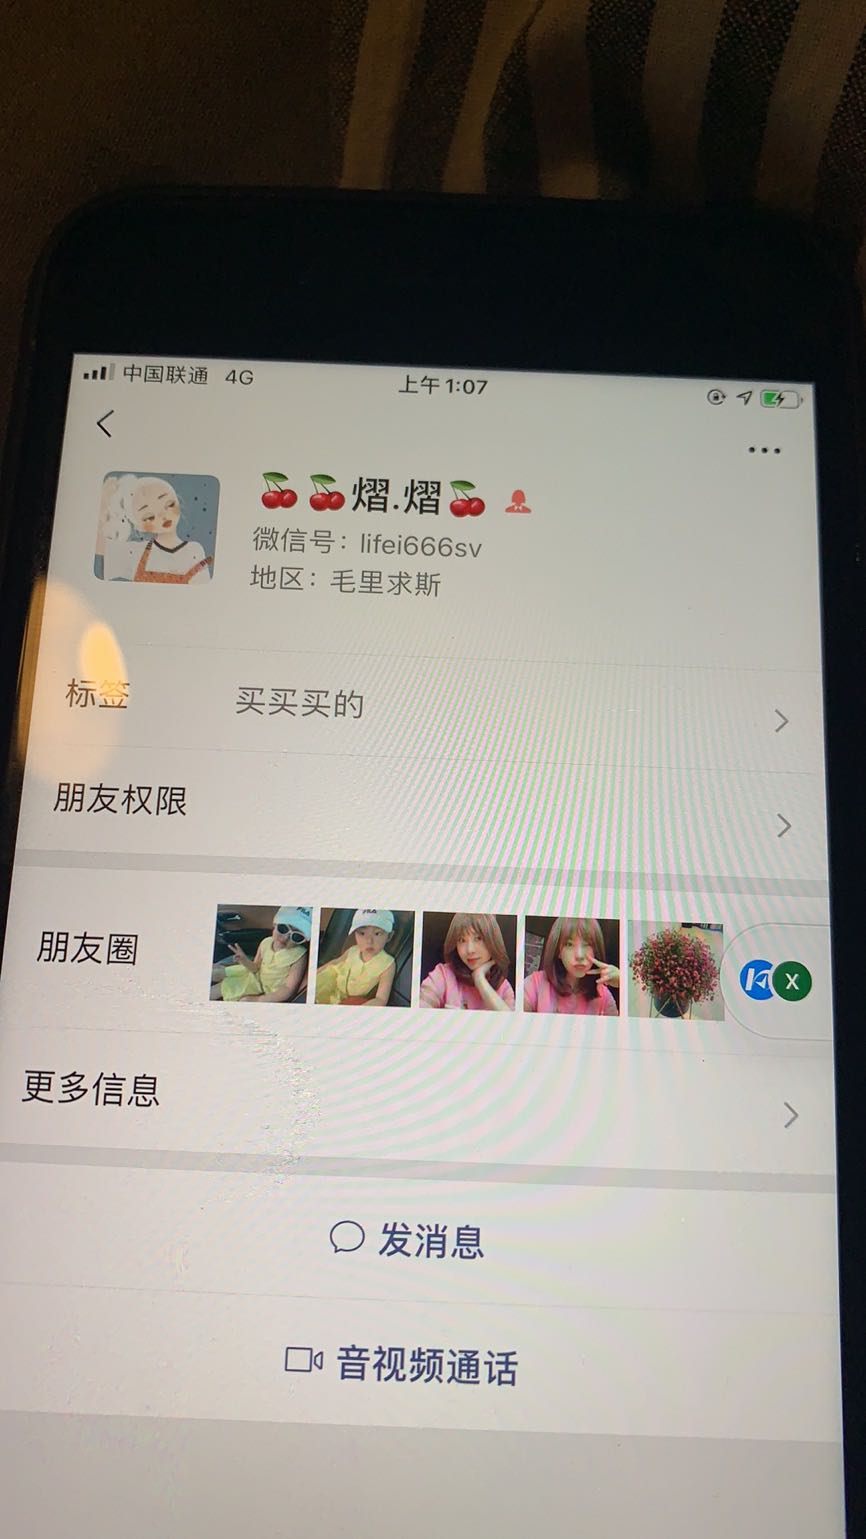 中国联通 4G 上午1:07
🍒🍒熠.熠🍒
微信号：lifei666sv
地区：毛里求斯
标签 买买买的
朋友权限
朋友圈
X
更多信息
发消息
音视频通话